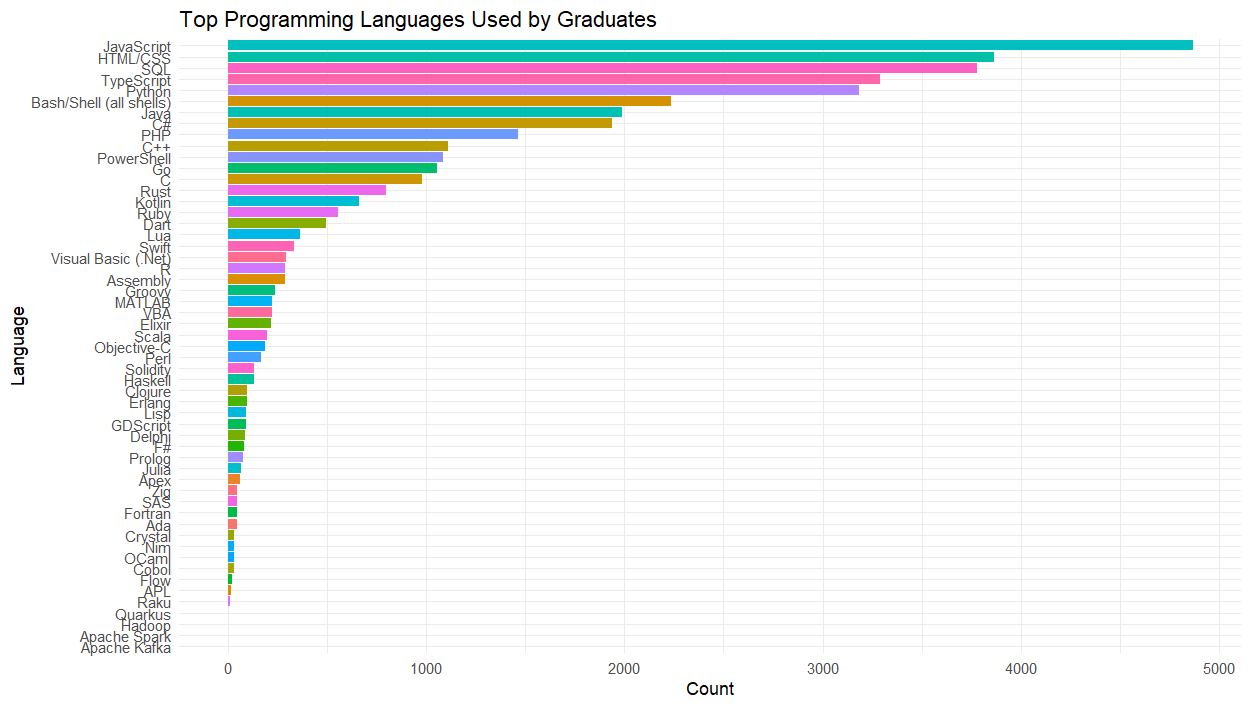 Top Programming Languages Used by Graduates
Language
JavaScript
HTML/CSS
SQL
TypeScript
Python
Bash/Shell (all shells)
Java
C#
PHP
C++
PowerShell
Go
C
Rust
Kotlin
Ruby
Dart
Lua
Swift
Visual Basic (.Net)
R
Assembly
Groovy
MATLAB
VBA
Elixir
Scala
Objective-C
Perl
Solidity
Haskell
Clojure
Erlang
Lisp
GDScript
Delphi
F#
Prolog
Julia
Apex
Zig
SAS
Fortran
Ada
Crystal
Nim
OCaml
Cobol
Flow
APL
Raku
Quarkus
Hadoop
Apache Spark
Apache Kafka
0 1000 2000 3000 4000 5000
Count